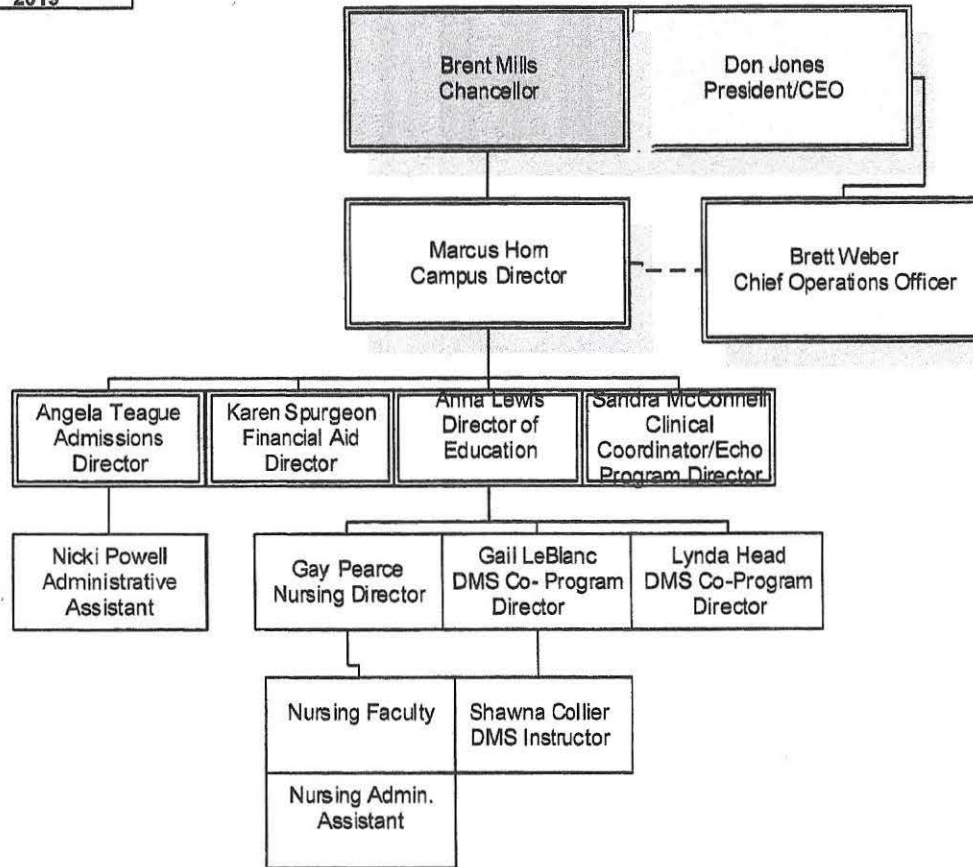 2019
Brent Mills
Chancellor
Don Jones
President/CEO
Marcus Horn
Campus Director
Brett Weber
Chief Operations Officer
Angela Teague
Admissions
Director
Karen Spurgeon
Financial Aid
Director
Anna Lewis
Director of
Education
Sandra McConnell
Clinical
Coordinator/Echo
Program Director
Nicki Powell
Administrative
Assistant
Gay Pearce
Nursing Director
Gail LeBlanc
DMS Co- Program
Director
Lynda Head
DMS Co-Program
Director
Nursing Faculty
Shawna Collier
DMS Instructor
Nursing Admin.
Assistant